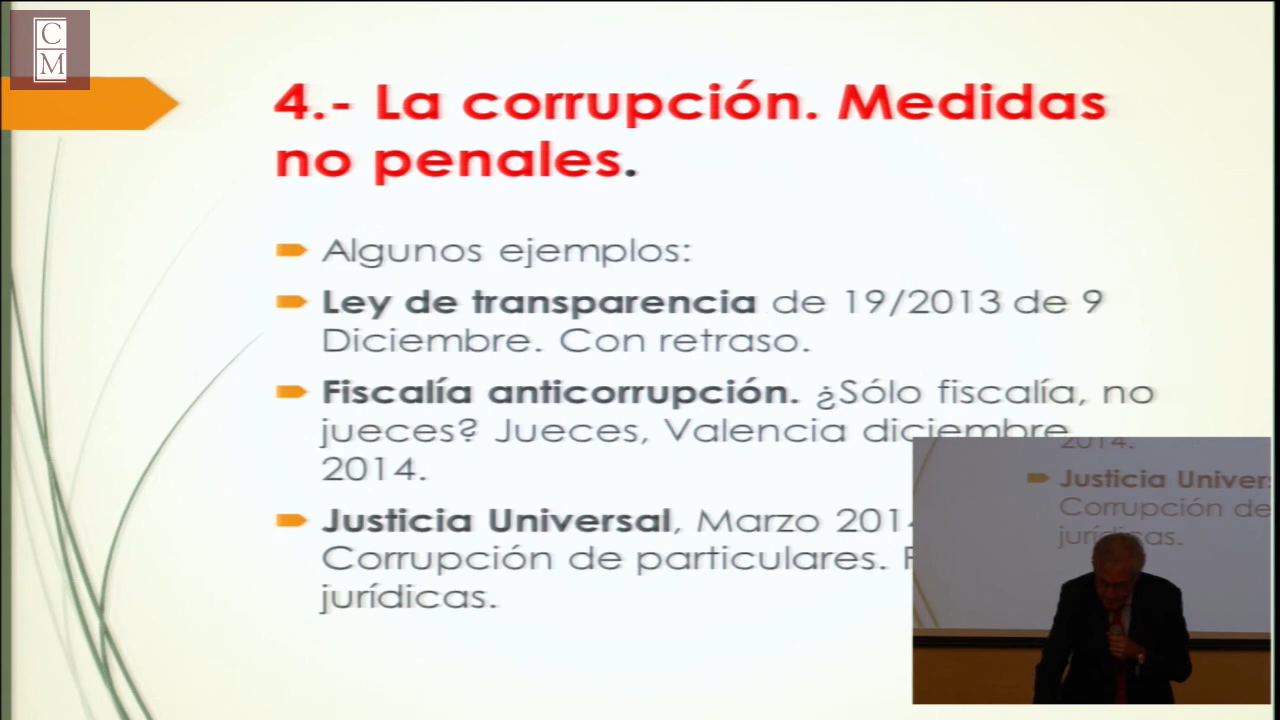 C
M
4.- La corrupción. Medidas
no penales.
Algunos ejemplos:
Ley de transparencia de 19/2013 de 9
Diciembre. Con retraso.
Fiscalía anticorrupción. ¿Sólo fiscalía, no
jueces? Jueces, Valencia diciembre
2014.
Justicia Universal, Marzo 2014
Corrupción de particulares.
jurídicas.
2014.
Justicia Univers
Corrupción de
jurídicas.